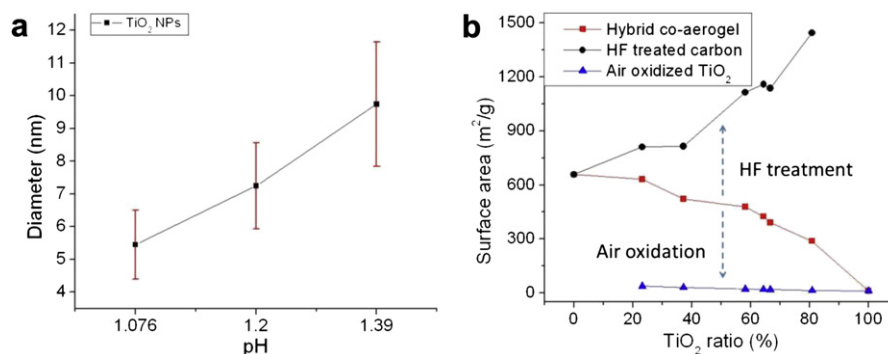 a
TiO₂ NPs
12
11
10
9
8
7
6
5
4
Diameter (nm)
1.076
1.2
1.39
pH
b
Hybrid co-aerogel
HF treated carbon
Air oxidized TiO₂
1500
1200
900
600
300
0
Surface area (m²/g)
HF treatment
Air oxidation
0
20
40
60
80
100
TiO₂ ratio (%)